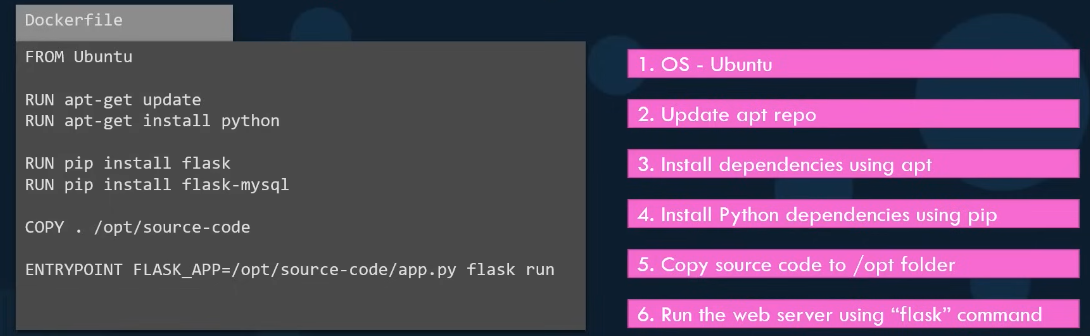 Dockerfile
FROM Ubuntu
RUN apt-get update
RUN apt-get install python
RUN pip install flask
RUN pip install flask-mysql
COPY . /opt/source-code
ENTRYPOINT FLASK_APP=/opt/source-code/app.py flask run
1. OS - Ubuntu
2. Update apt repo
3. Install dependencies using apt
4. Install Python dependencies using pip
5. Copy source code to /opt folder
6. Run the web server using “flask” command